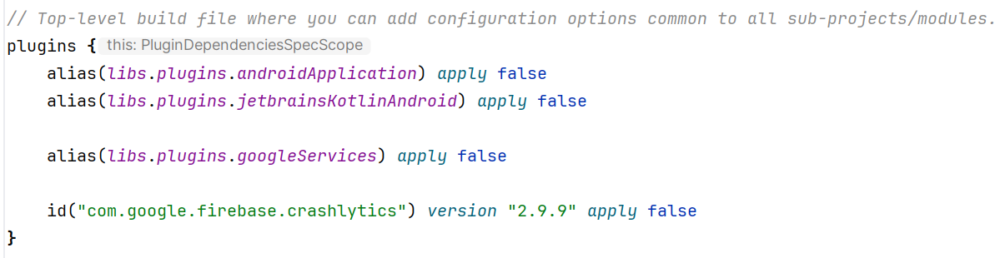 // Top-level build file where you can add configuration options common to all sub-projects/modules.
plugins { this: PluginDependenciesSpecScope
    alias(libs.plugins.androidApplication) apply false
    alias(libs.plugins.jetbrainsKotlinAndroid) apply false
    alias(libs.plugins.googleServices) apply false
    id("com.google.firebase.crashlytics") version "2.9.9" apply false
}